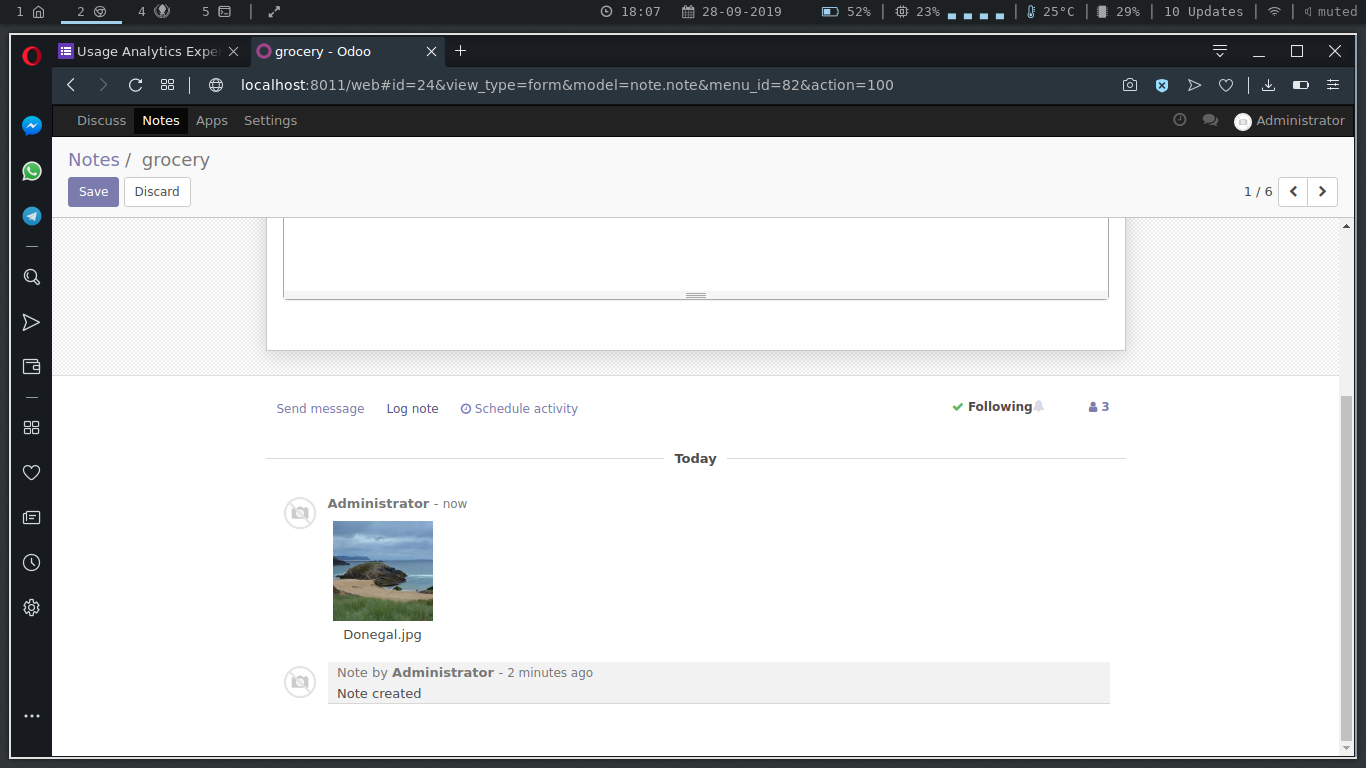 1 2 4 5 18:07 28-09-2019 52% 23% 25°C 29% 10 Updates muted
Usage Analytics Expe grocery - Odoo
localhost:8011/web#id=24&view_type=form&model=note.note&menu_id=82&action=100
Discuss Notes Apps Settings Administrator
Notes / grocery
Save Discard 1 / 6
Send message Log note Schedule activity Following 3
Today
Administrator - now
Donegal.jpg
Note by Administrator - 2 minutes ago
Note created